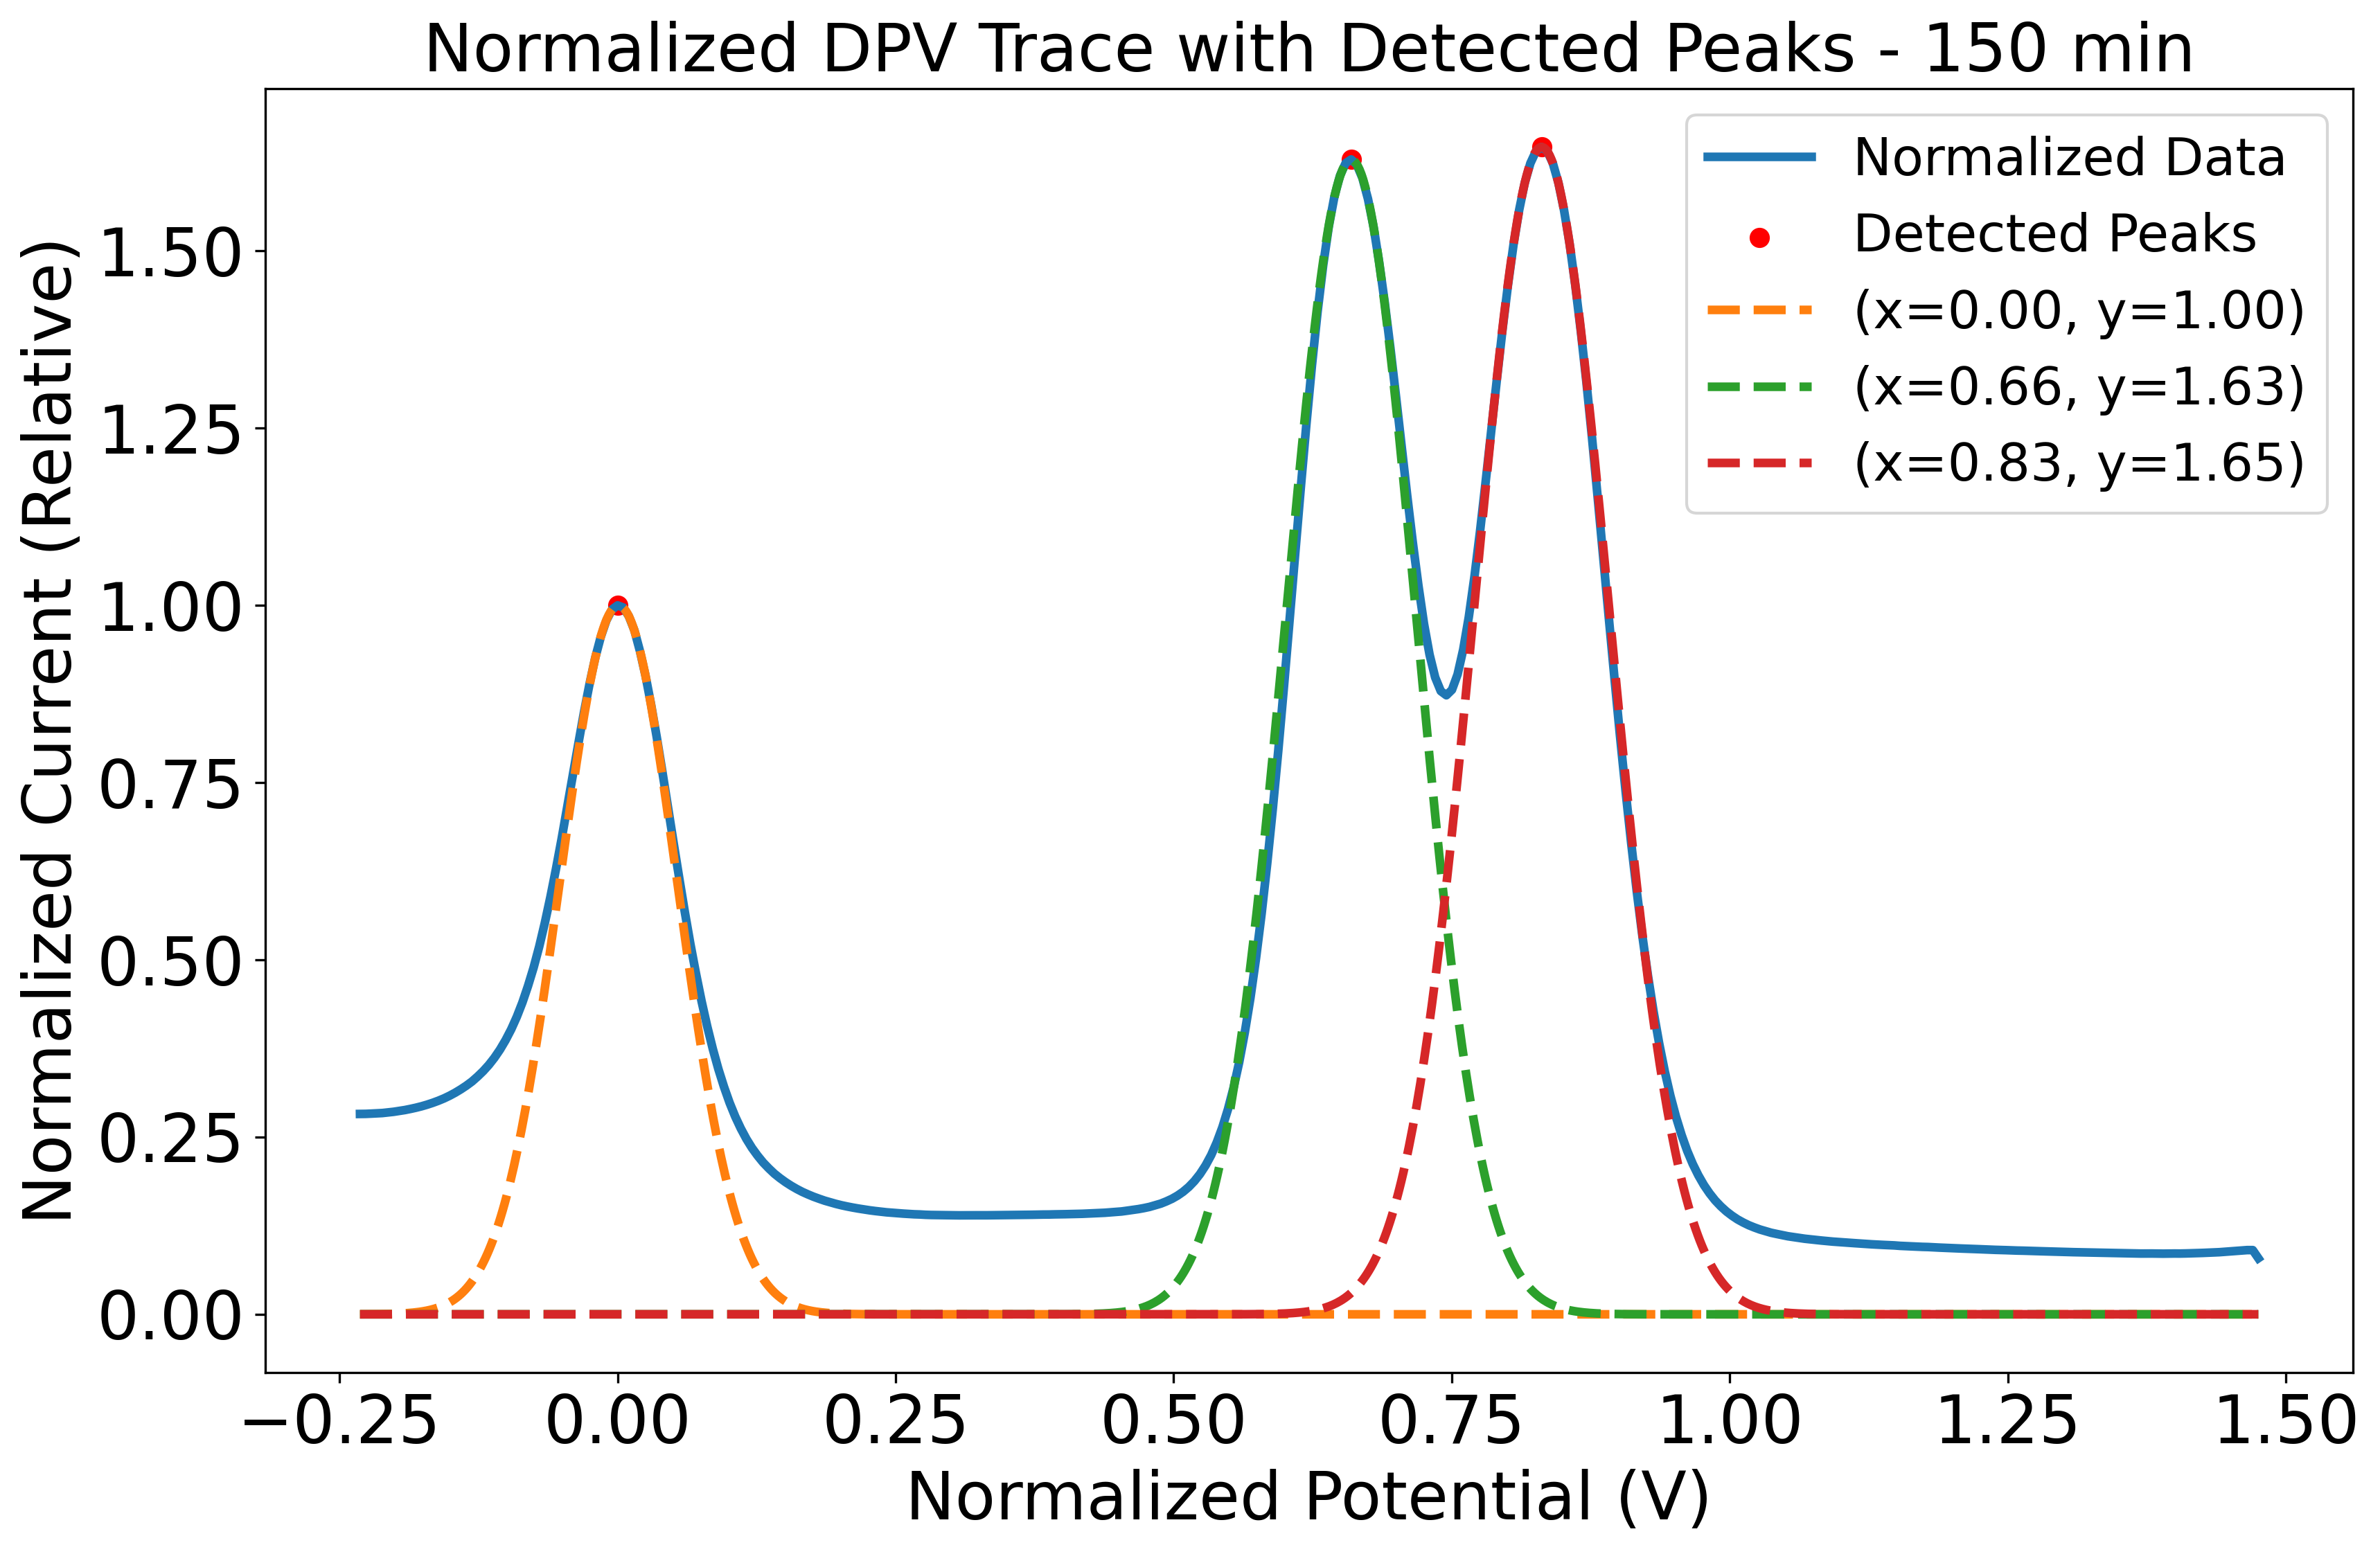 Normalized DPV Trace with Detected Peaks - 150 min
Normalized Data
Detected Peaks
(x=0.00, y=1.00)
(x=0.66, y=1.63)
(x=0.83, y=1.65)
Normalized Current (Relative)
1.50
1.25
1.00
0.75
0.50
0.25
0.00
−0.25 0.00 0.25 0.50 0.75 1.00 1.25 1.50
Normalized Potential (V)